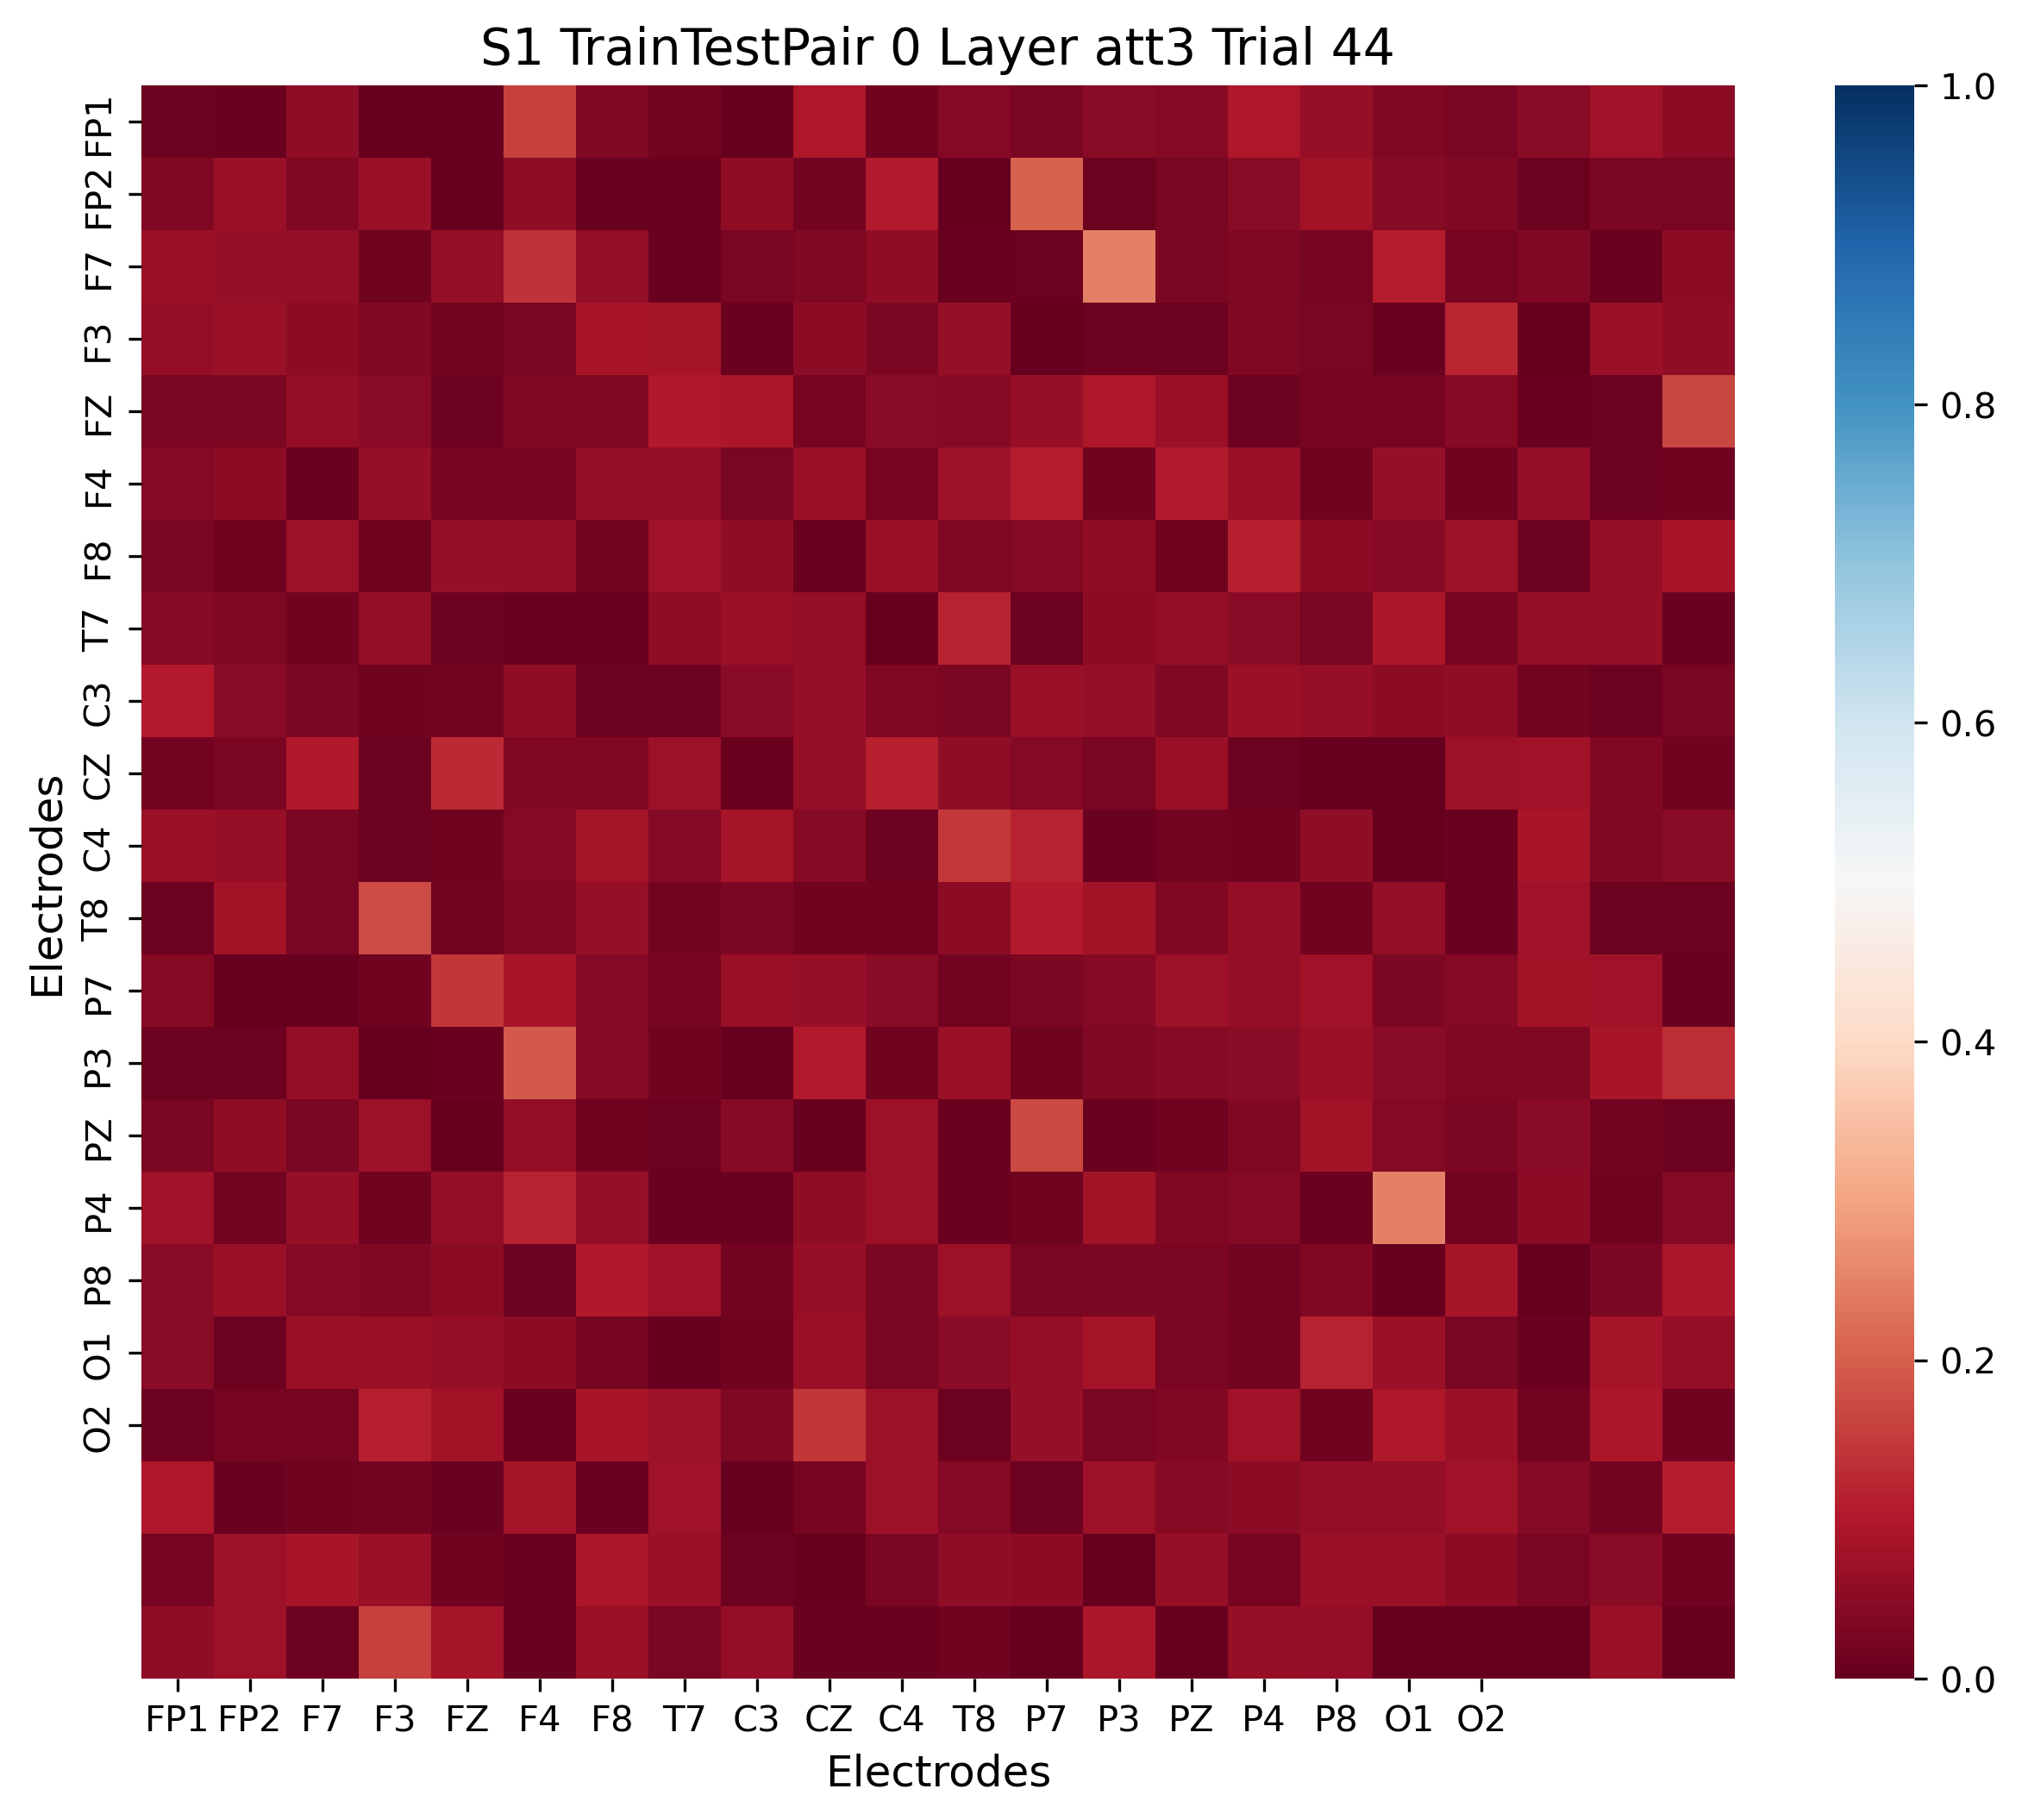 S1 TrainTestPair 0 Layer att3 Trial 44
Electrodes
FP1
FP2
F7
F3
FZ
F4
F8
T7
C3
CZ
C4
T8
P7
P3
PZ
P4
P8
O1
O2
FP1 FP2 F7 F3 FZ F4 F8 T7 C3 CZ C4 T8 P7 P3 PZ P4 P8 O1 O2
Electrodes
1.0
0.8
0.6
0.4
0.2
0.0